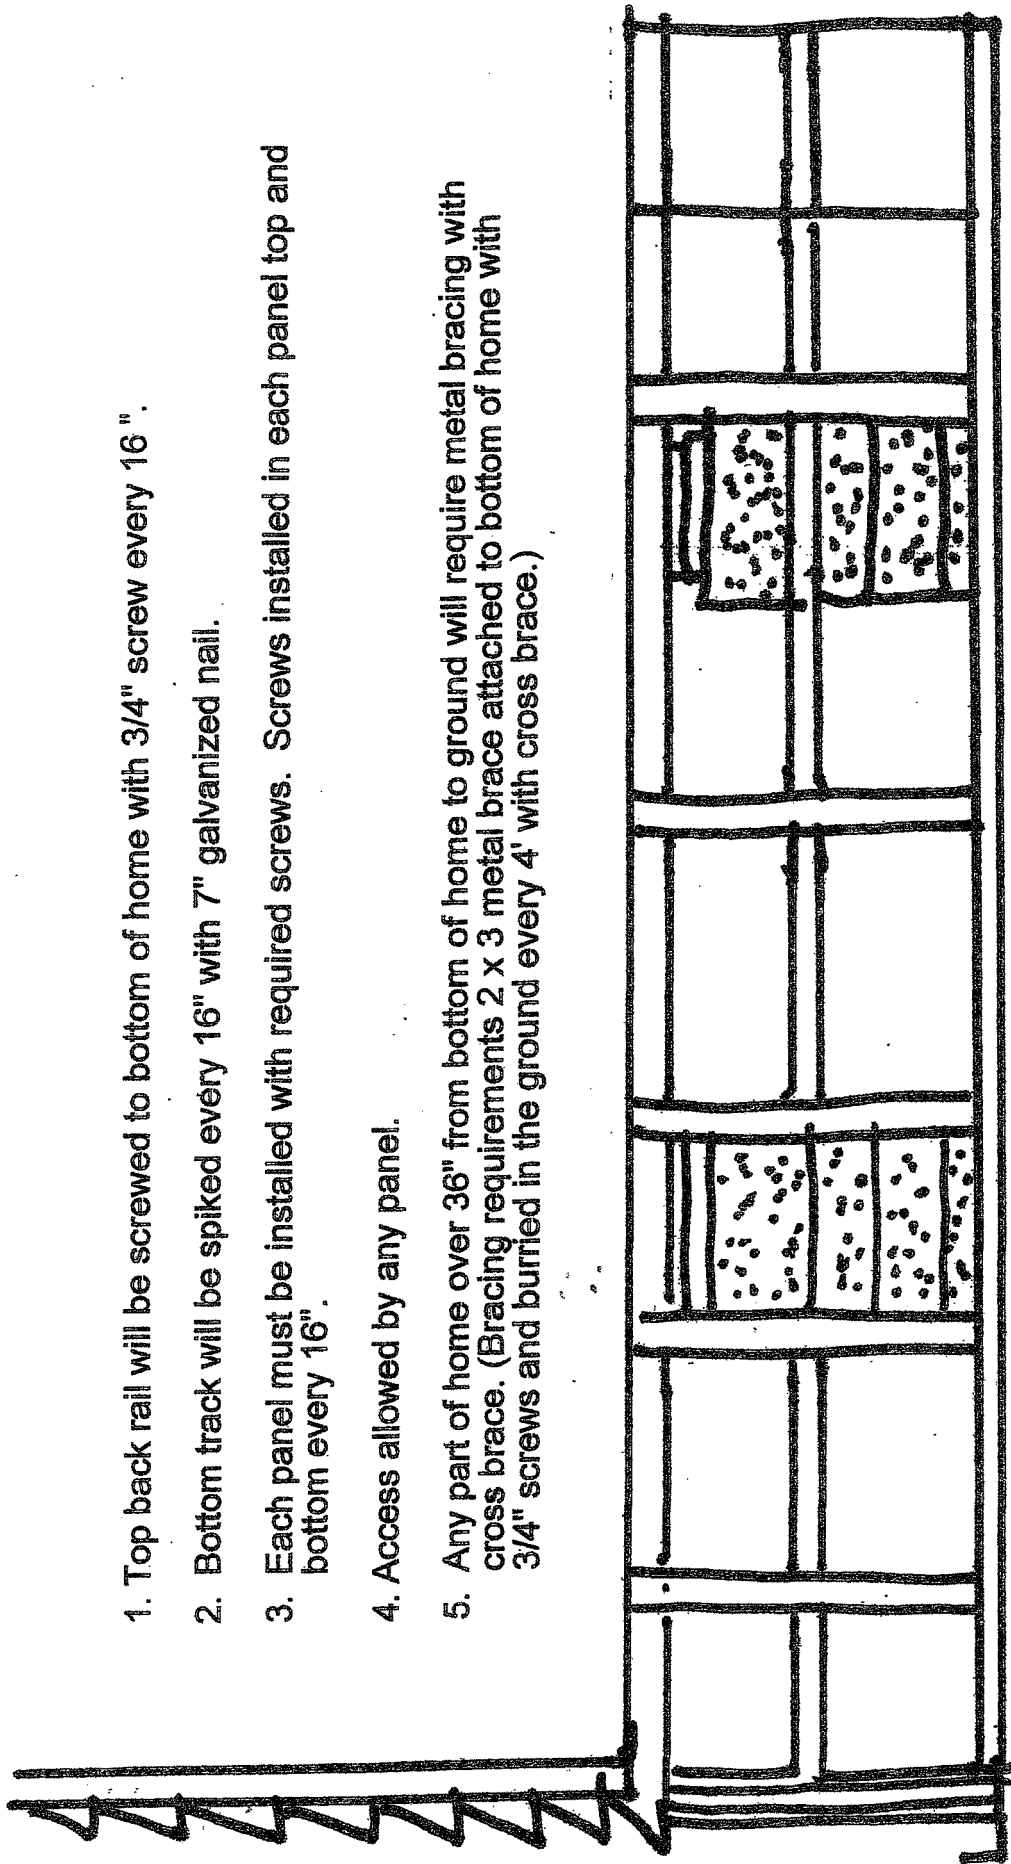 1. Top back rail will be screwed to bottom of home with 3/4" screw every 16 ".
2. Bottom track will be spiked every 16" with 7" galvanized nail.
3. Each panel must be installed with required screws. Screws installed in each panel top and
bottom every 16".
4. Access allowed by any panel.
5. Any part of home over 36" from bottom of home to ground will require metal bracing with
cross brace. (Bracing requirements 2 x 3 metal brace attached to bottom of home with
3/4" screws and burried in the ground every 4' with cross brace.)